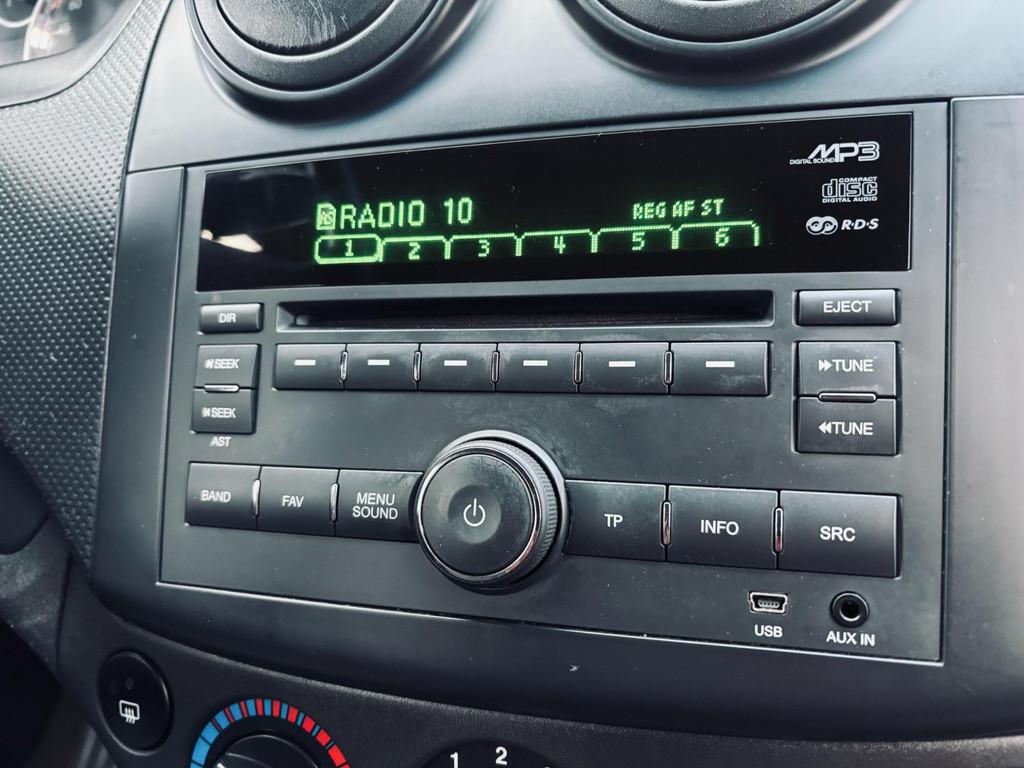 MP3
DIGITAL SOUND
COMPACT
disc
DIGITAL AUDIO
R·D·S
AS RADIO 10
REG AF ST
1 2 3 4 5 6
DIR
EJECT
SEEK
TUNE
SEEK
TUNE
AST
BAND
FAV
MENU
SOUND
TP
INFO
SRC
USB
AUX IN
1 2